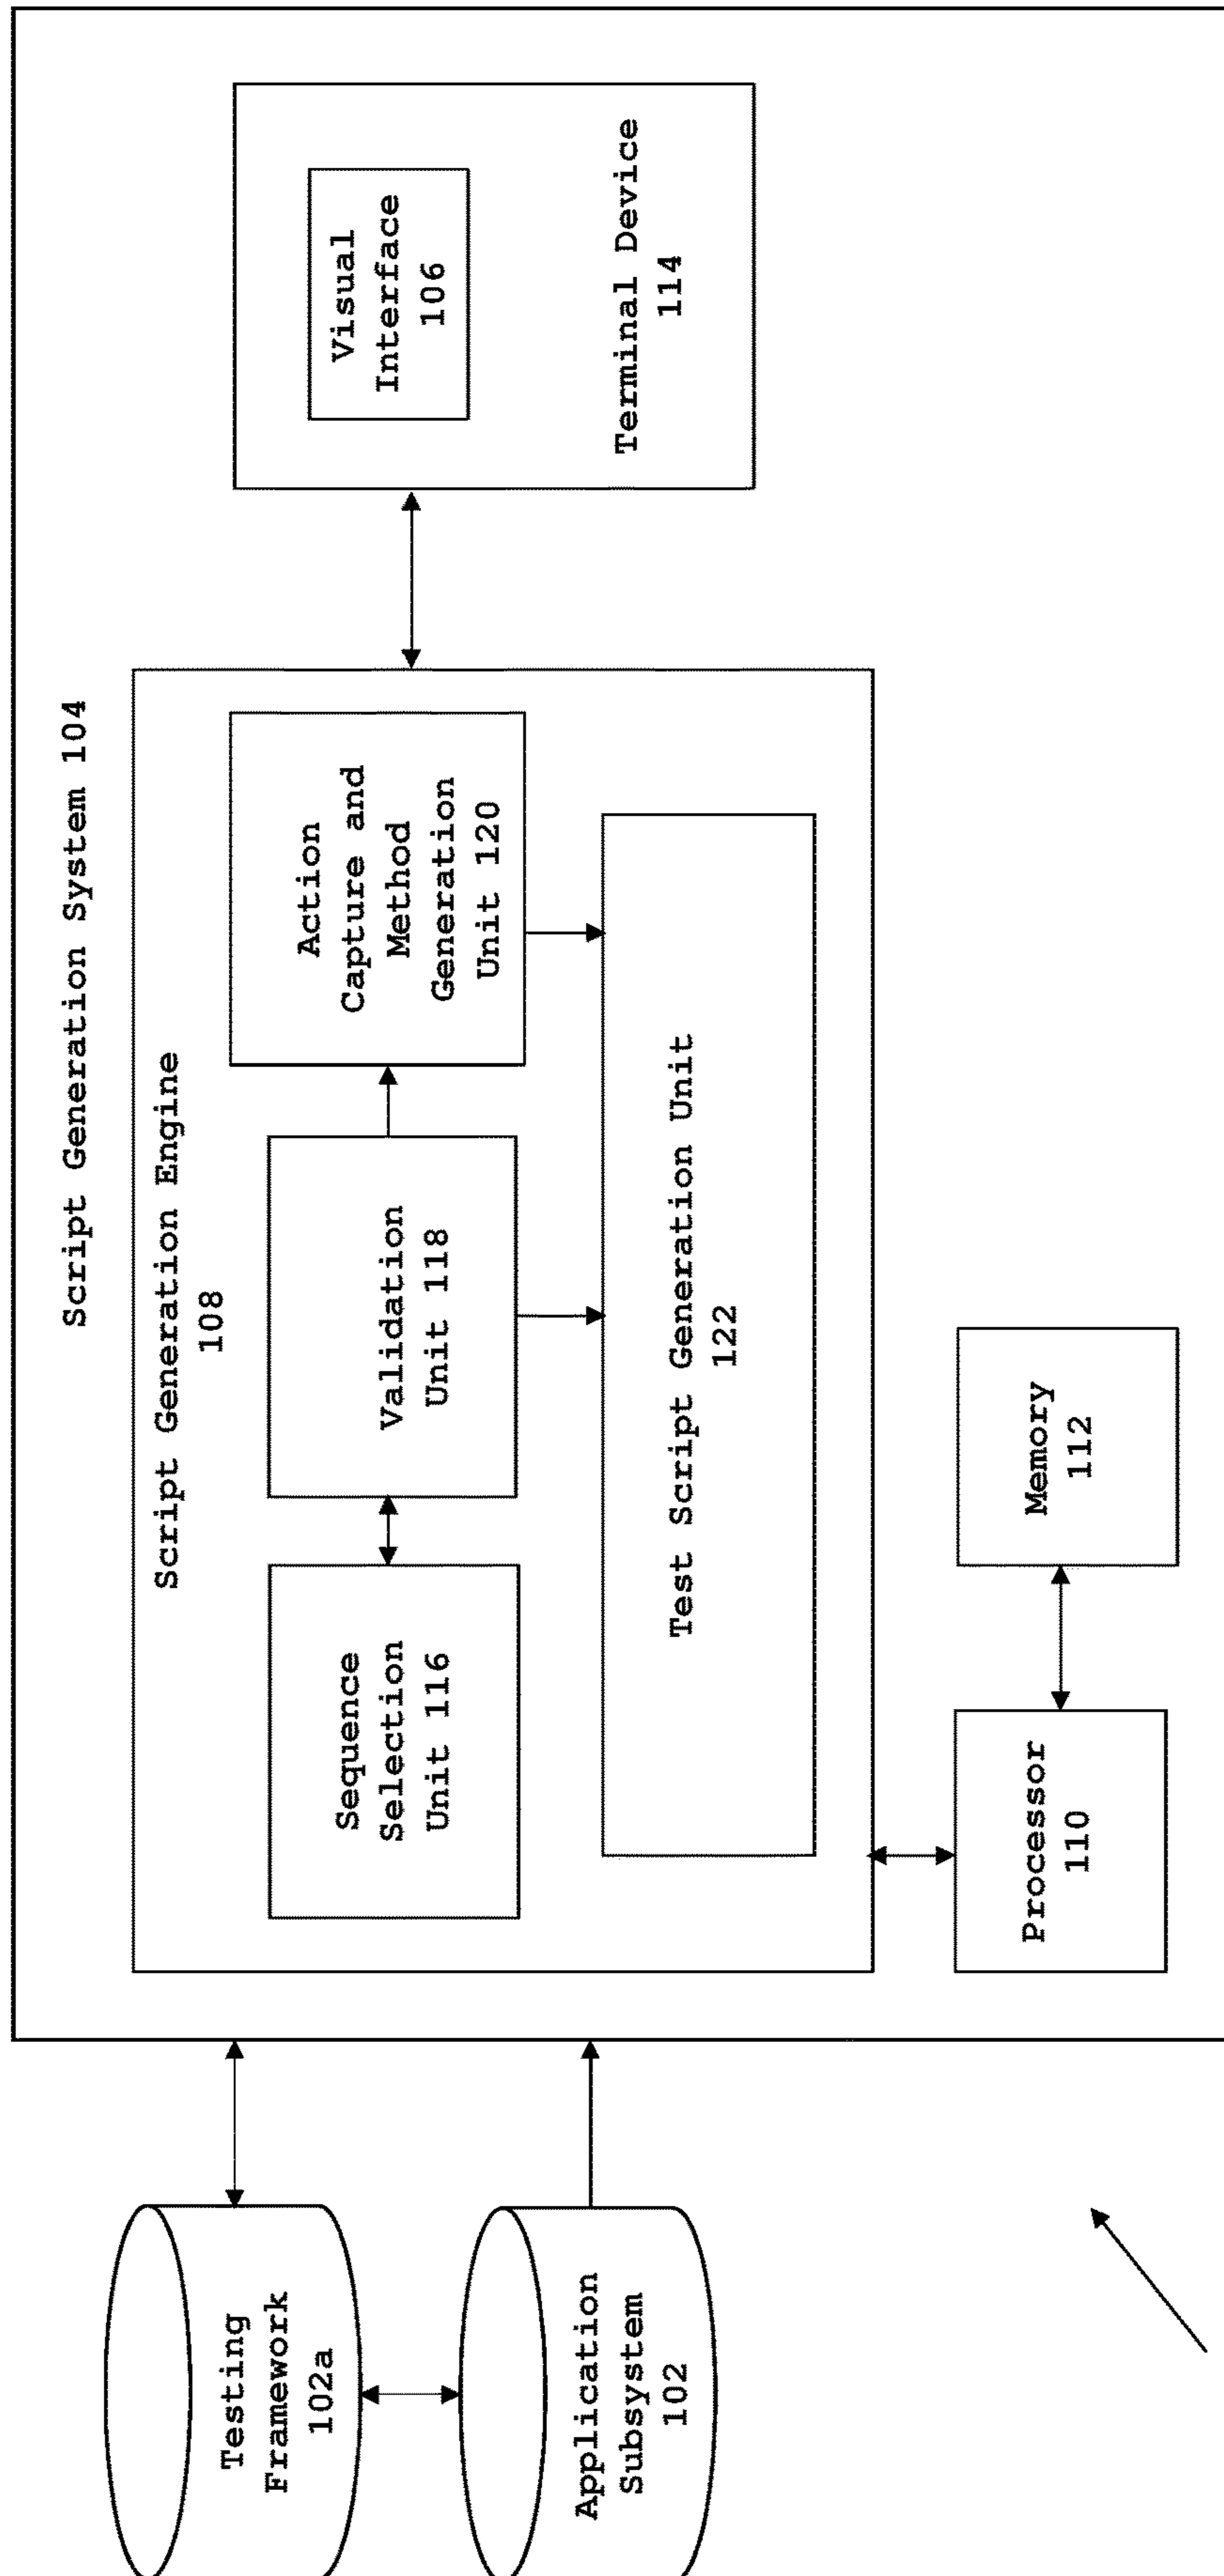 Script Generation System 104
Testing
Framework
102a
Application
Subsystem
102
Script Generation Engine
108
Sequence
Selection
Unit 116
Validation
Unit 118
Action
Capture and
Method
Generation
Unit 120
Test Script Generation Unit
122
Visual
Interface
106
Terminal Device
114
Processor
110
Memory
112